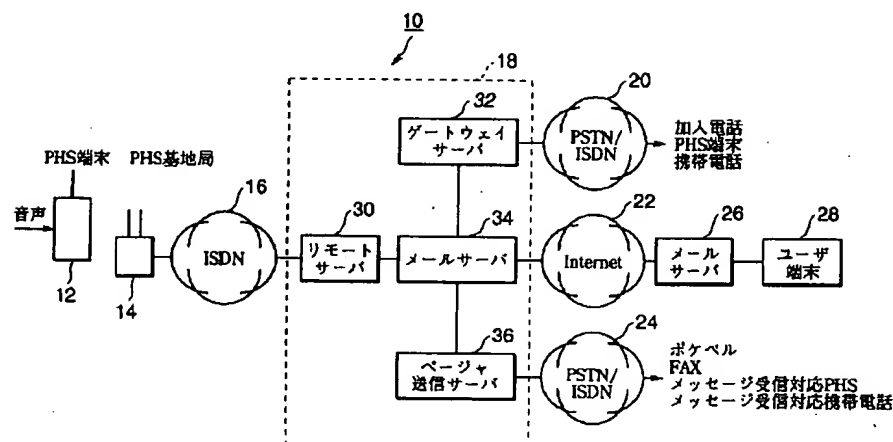 10
18
32
20
ゲートウェイ
サーバ
PSTN/
ISDN
加入電話
PHS端末
携帯電話
PHS端末
PHS基地局
音声
12
14
16
ISDN
30
リモート
サーバ
34
メールサーバ
22
Internet
26
メール
サーバ
28
ユーザ
端末
36
ページャ
送信サーバ
24
PSTN/
ISDN
ポケベル
FAX
メッセージ受信対応PHS
メッセージ受信対応携帯電話